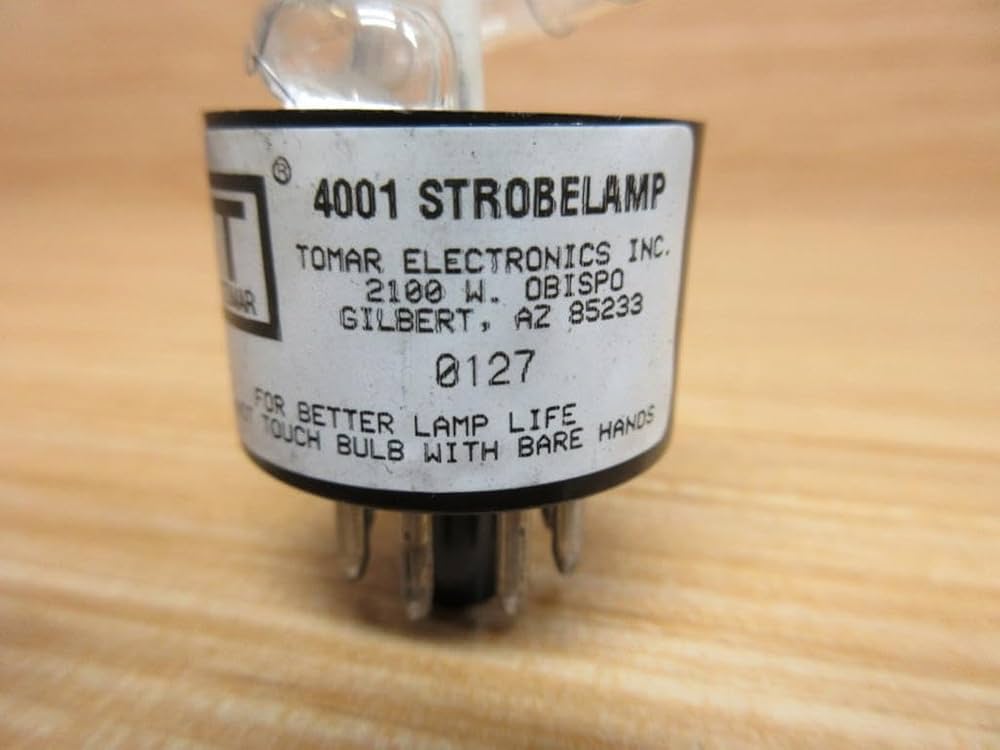 ®
T
4001 STROBELAMP
TOMAR ELECTRONICS INC.
2100 W. OBISPO
GILBERT, AZ 85233
0127
FOR BETTER LAMP LIFE
TOUCH BULB WITH BARE HANDS